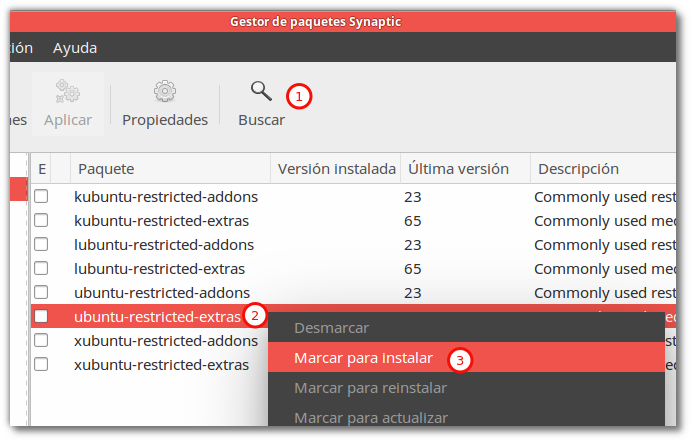 Gestor de paquetes Synaptic
ción Ayuda
nes Aplicar Propiedades Buscar 1
E Paquete Versión instalada Última versión Descripción
kubuntu-restricted-addons 23 Commonly used rest
kubuntu-restricted-extras 65 Commonly used med
lubuntu-restricted-addons 23 Commonly used rest
lubuntu-restricted-extras 65 Commonly used med
ubuntu-restricted-addons 23 Commonly used rest
ubuntu-restricted-extras 2
Desmarcar
xubuntu-restricted-addons
Marcar para instalar 3
xubuntu-restricted-extras
Marcar para reinstalar
Marcar para actualizar